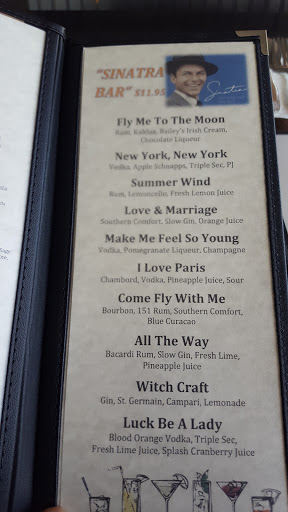 "SINATRA
BAR" $11.95
Sinatra
Fly Me To The Moon
Rum, Kahlua, Bailey's Irish Cream,
Chocolate Liqueur
New York, New York
Vodka, Apple Schnapps, Triple Sec, PJ
Summer Wind
Rum, Lemoncello, Fresh Lemon Juice
Love & Marriage
Southern Comfort, Slow Gin, Orange Juice
Make Me Feel So Young
Vodka, Pomegranate Liqueur, Champagne
I Love Paris
Chambord, Vodka, Pineapple Juice, Sour
Come Fly With Me
Bourbon, 151 Rum, Southern Comfort,
Blue Curacao
All The Way
Bacardi Rum, Slow Gin, Fresh Lime,
Pineapple Juice
Witch Craft
Gin, St. Germain, Campari, Lemonade
Luck Be A Lady
Blood Orange Vodka, Triple Sec,
Fresh Lime Juice, Splash Cranberry Juice